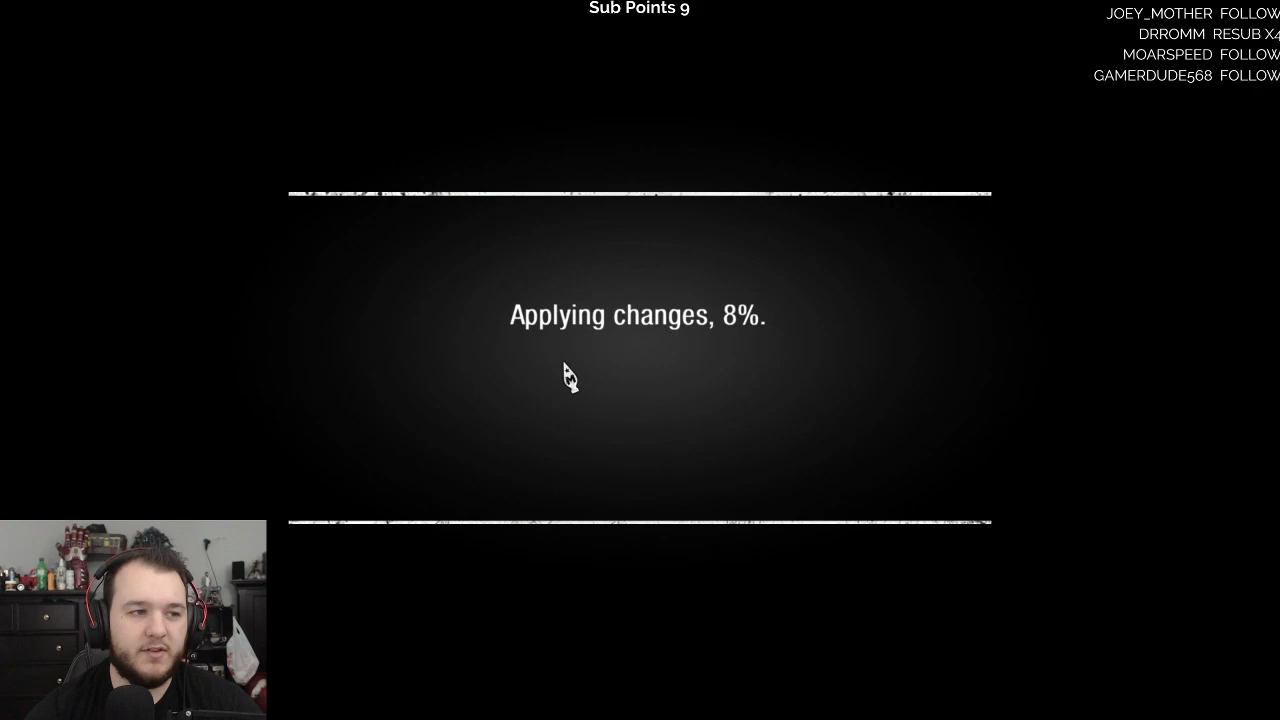 Sub Points 9
JOEY_MOTHER FOLLOW
DRROMM RESUB X4
MOARSPEED FOLLOW
GAMERDUDE568 FOLLOW
Applying changes, 8%.